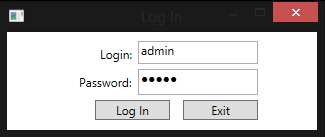 Log In
Login: admin
Password: •••••
Log In Exit